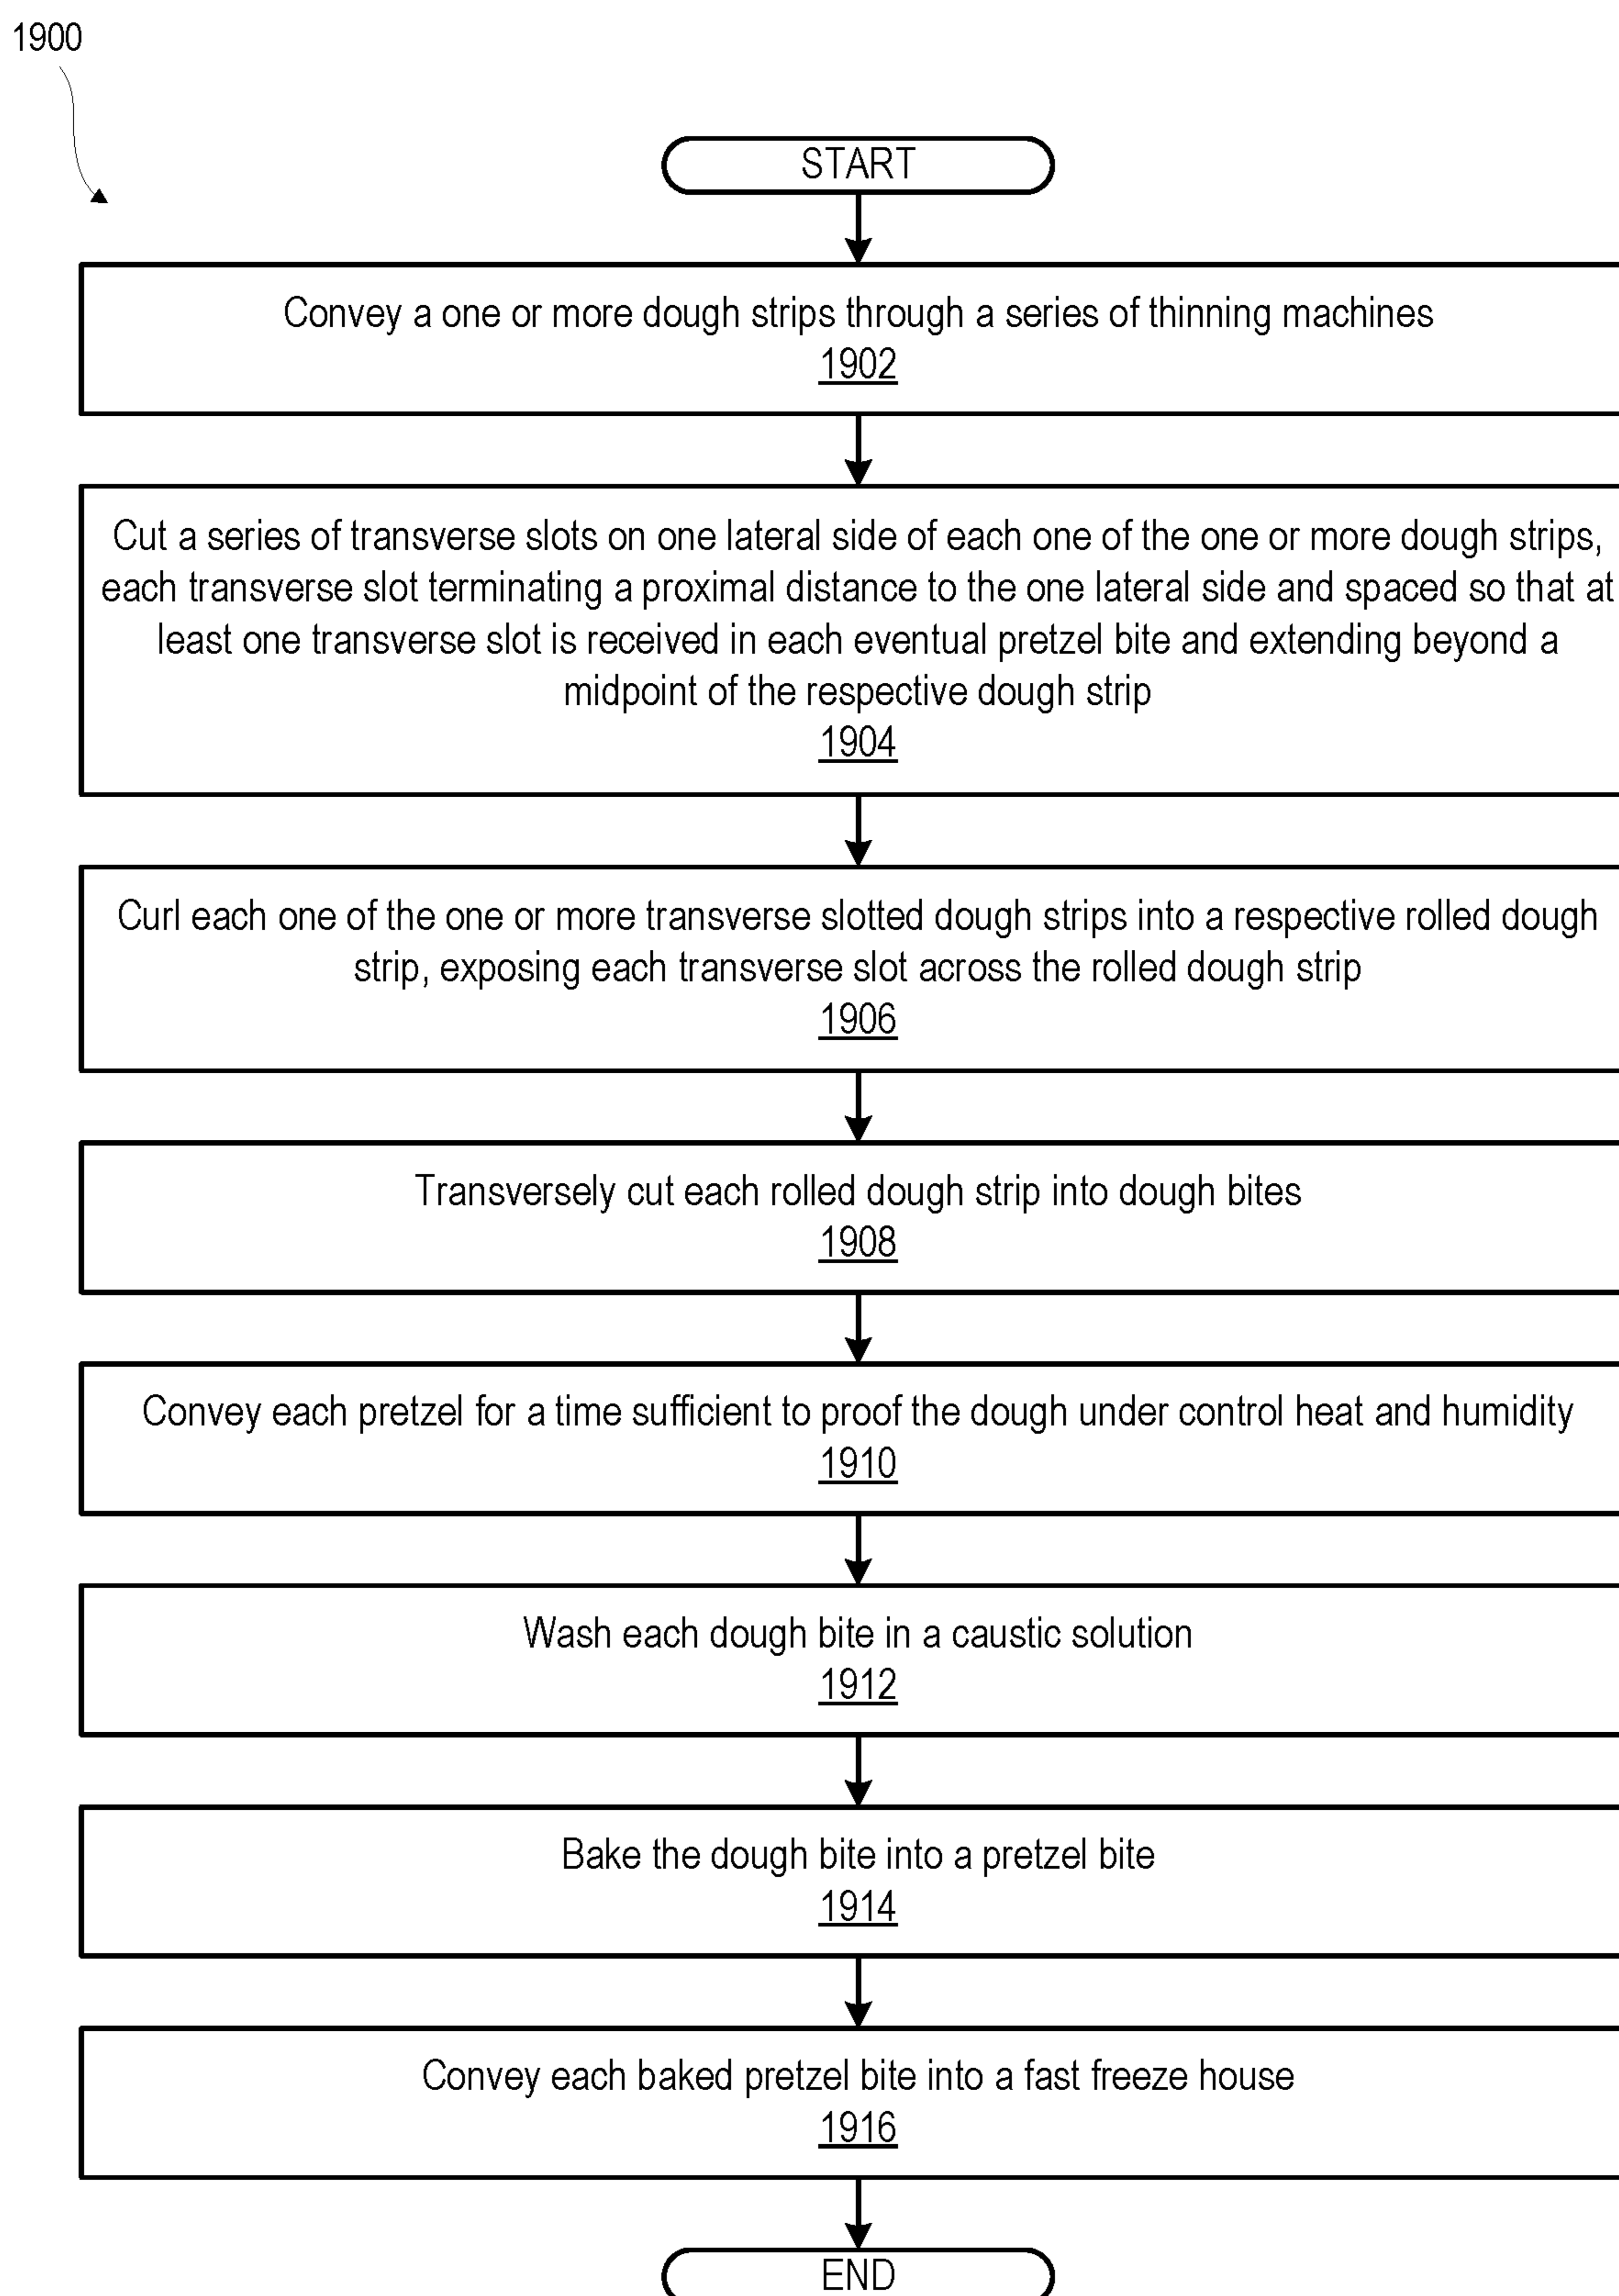 1900
START
Convey a one or more dough strips through a series of thinning machines
1902
Cut a series of transverse slots on one lateral side of each one of the one or more dough strips,
each transverse slot terminating a proximal distance to the one lateral side and spaced so that at
least one transverse slot is received in each eventual pretzel bite and extending beyond a
midpoint of the respective dough strip
1904
Curl each one of the one or more transverse slotted dough strips into a respective rolled dough
strip, exposing each transverse slot across the rolled dough strip
1906
Transversely cut each rolled dough strip into dough bites
1908
Convey each pretzel for a time sufficient to proof the dough under control heat and humidity
1910
Wash each dough bite in a caustic solution
1912
Bake the dough bite into a pretzel bite
1914
Convey each baked pretzel bite into a fast freeze house
1916
END